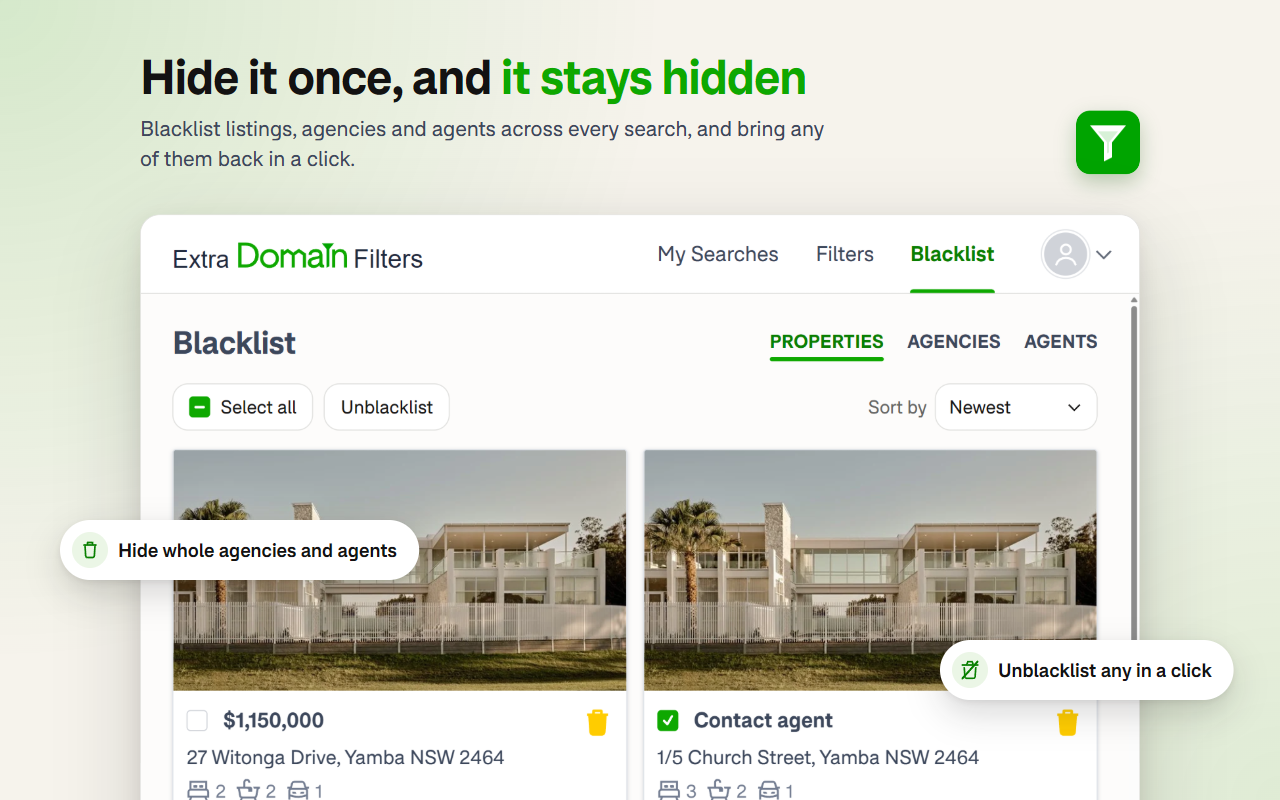 Hide it once, and it stays hidden
Blacklist listings, agencies and agents across every search, and bring any
of them back in a click.
Extra Domain Filters
My Searches
Filters
Blacklist
Blacklist
PROPERTIES
AGENCIES
AGENTS
Select all
Unblacklist
Sort by
Newest
Hide whole agencies and agents
Unblacklist any in a click
$1,150,000
27 Witonga Drive, Yamba NSW 2464
2 2 1
Contact agent
1/5 Church Street, Yamba NSW 2464
3 2 1